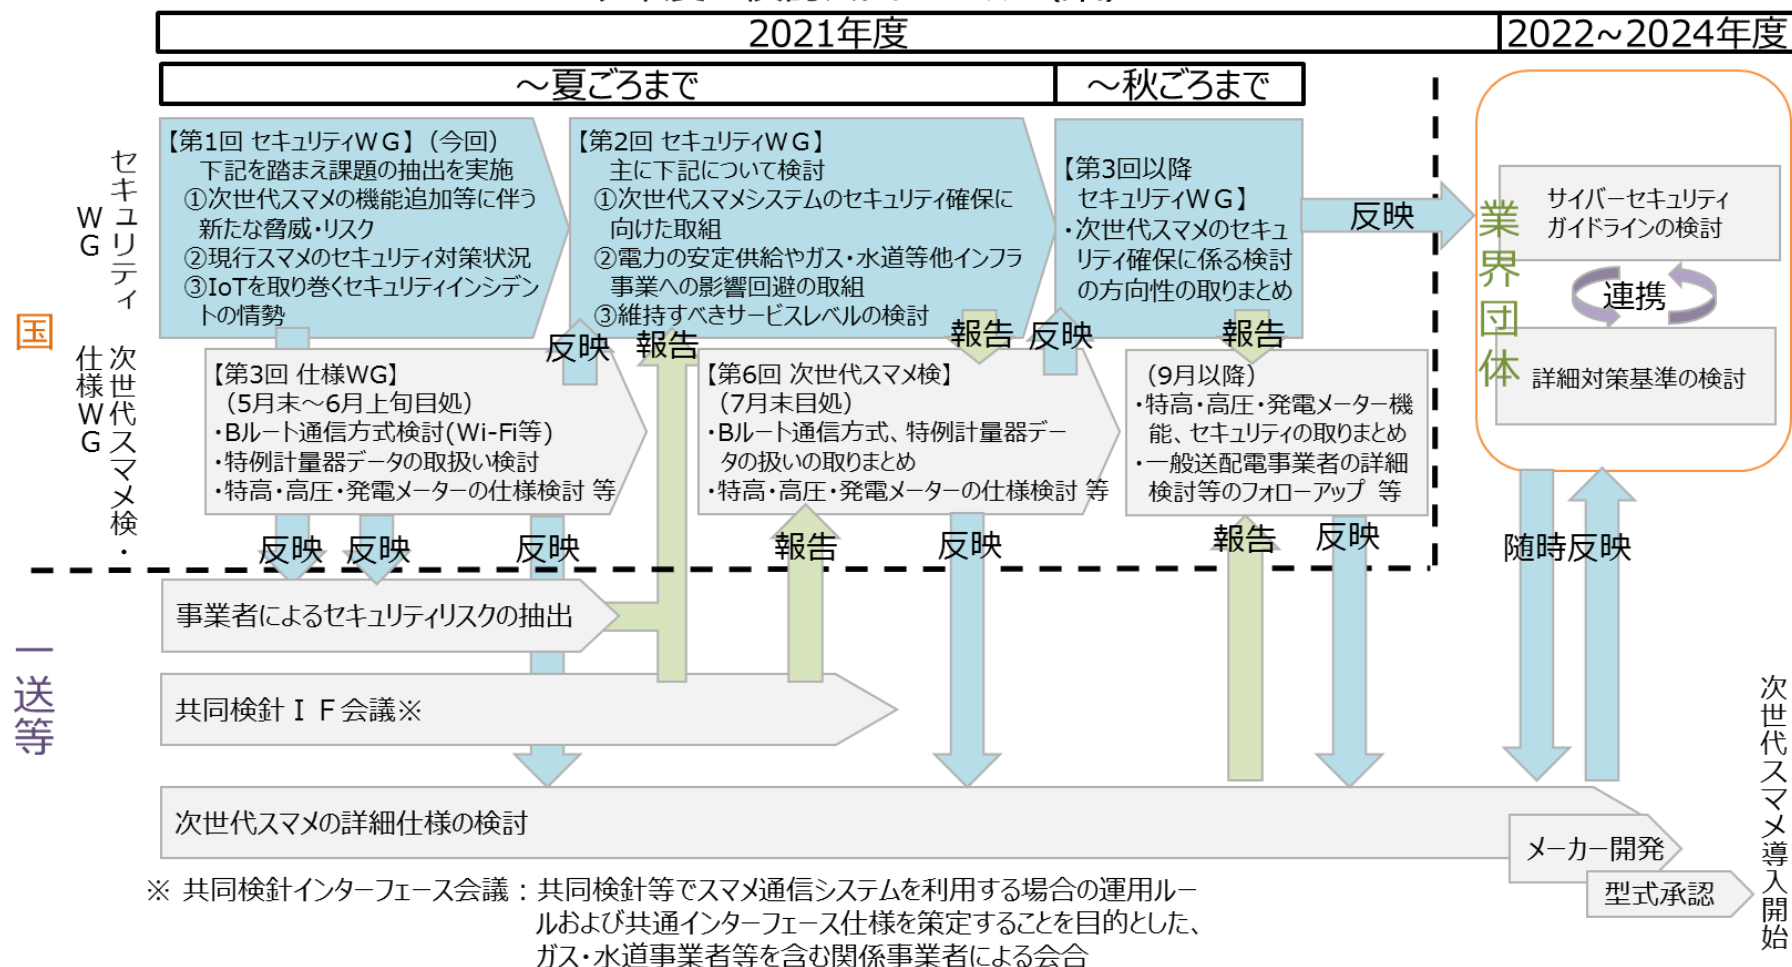 2021年度
2022~2024年度
～夏ごろまで
～秋ごろまで
国
セキュリティWG
【第1回 セキュリティWG】（今回）
下記を踏まえ課題の抽出を実施
①次世代スマメの機能追加等に伴う
新たな脅威・リスク
②現行スマメのセキュリティ対策状況
③IoTを取り巻くセキュリティインシデン
トの情勢
【第2回 セキュリティWG】
主に下記について検討
①次世代スマメシステムのセキュリティ確保に
向けた取組
②電力の安定供給やガス・水道等他インフラ
事業への影響回避の取組
③維持すべきサービスレベルの検討
【第3回以降
セキュリティWG】
・次世代スマメのセキュ
リティ確保に係る検討
の方向性の取りまとめ
反映
業界団体
サイバーセキュリティ
ガイドラインの検討
連携
詳細対策基準の検討
反映
報告
報告
反映
報告
次世代スマメ検・
仕様WG
【第3回 仕様WG】
（5月末～6月上旬目処）
・Bルート通信方式検討(Wi-Fi等)
・特例計量器データの取扱い検討
・特高・高圧・発電メーターの仕様検討 等
【第6回 次世代スマメ検】
(7月末目処)
・Bルート通信方式、特例計量器デー
タの扱いの取りまとめ
・特高・高圧・発電メーターの仕様検討 等
(9月以降)
・特高・高圧・発電メーター機
能、セキュリティの取りまとめ
・一般送配電事業者の詳細
検討等のフォローアップ 等
反映
反映
反映
報告
反映
報告
反映
随時反映
一送等
事業者によるセキュリティリスクの抽出
共同検針ＩＦ会議※
次世代スマメの詳細仕様の検討
メーカー開発
型式承認
次世代スマメ導入開始
※ 共同検針インターフェース会議：共同検針等でスマメ通信システムを利用する場合の運用ルー
ルおよび共通インターフェース仕様を策定することを目的とした、
ガス・水道事業者等を含む関係事業者による会合